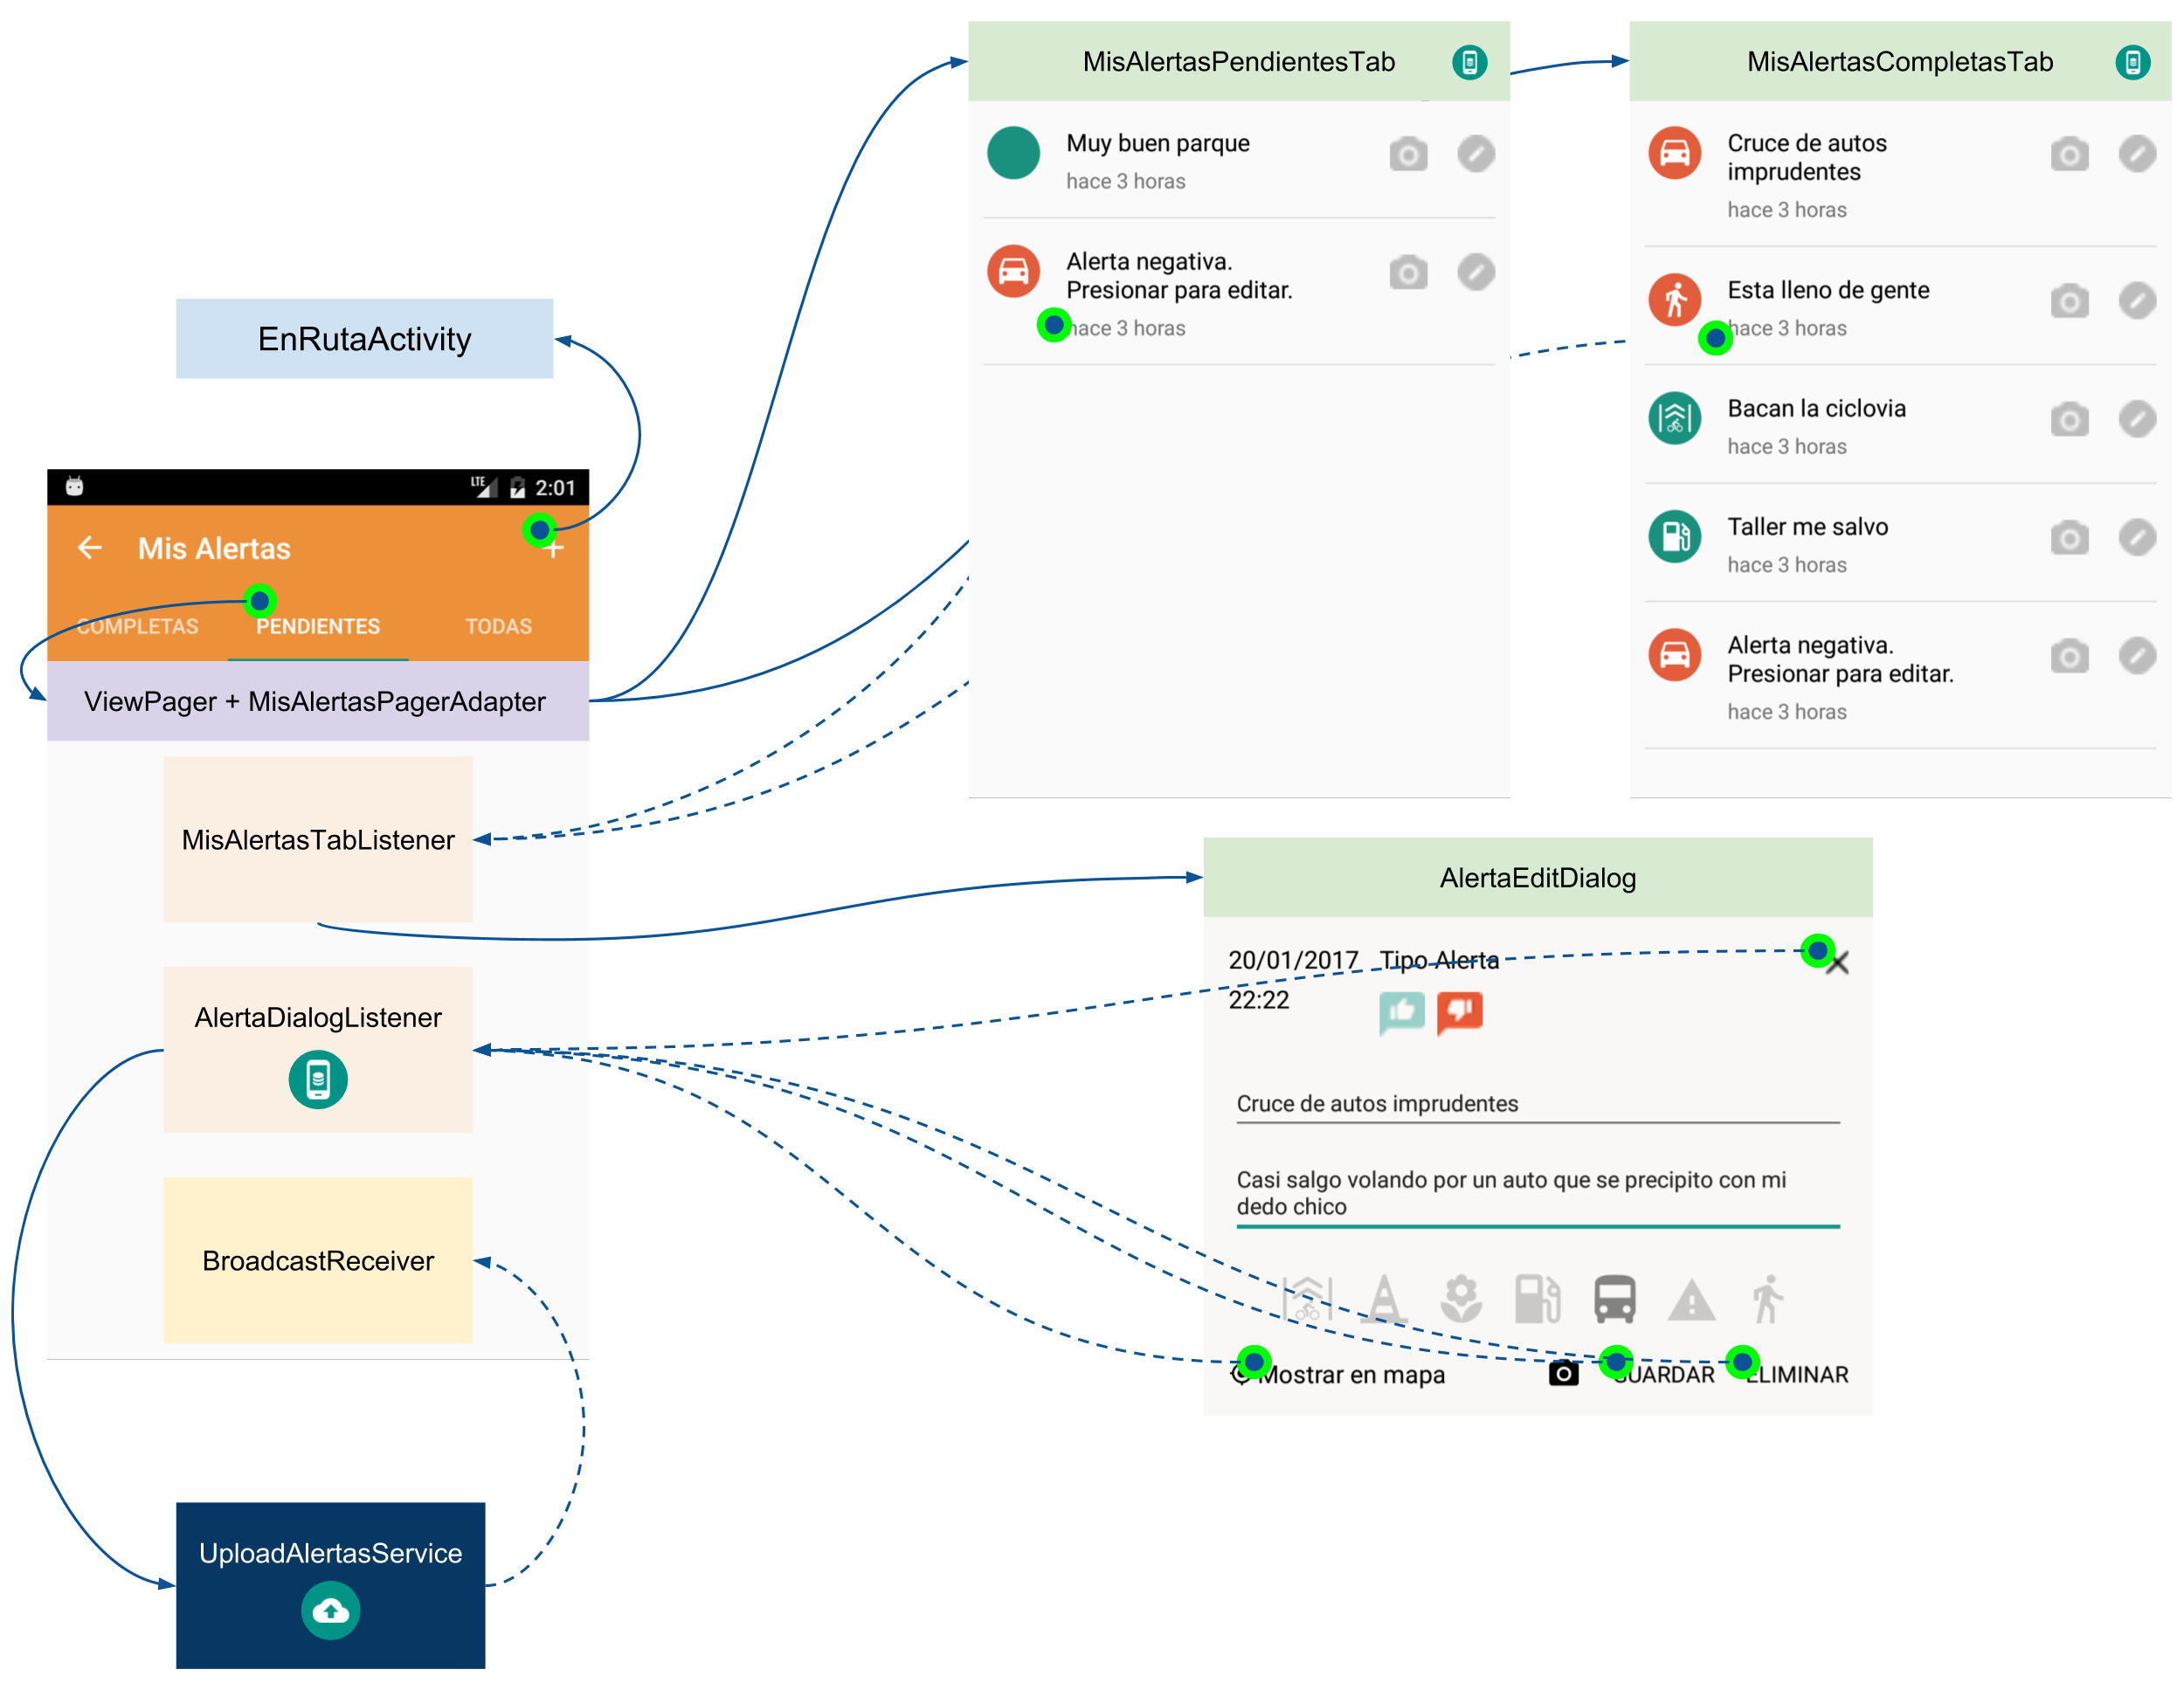 MisAlertasPendientesTab
Muy buen parque
hace 3 horas
Alerta negativa.
Presionar para editar.
hace 3 horas
MisAlertasCompletasTab
Cruce de autos
imprudentes
hace 3 horas
Esta lleno de gente
hace 3 horas
Bacan la ciclovia
hace 3 horas
Taller me salvo
hace 3 horas
Alerta negativa.
Presionar para editar.
hace 3 horas
EnRutaActivity
LTE 2:01
Mis Alertas +
COMPLETAS PENDIENTES TODAS
ViewPager + MisAlertasPagerAdapter
MisAlertasTabListener
AlertaDialogListener
BroadcastReceiver
UploadAlertasService
AlertaEditDialog
20/01/2017 Tipo Alerta
22:22
Cruce de autos imprudentes
Casi salgo volando por un auto que se precipito con mi
dedo chico
Mostrar en mapa GUARDAR ELIMINAR